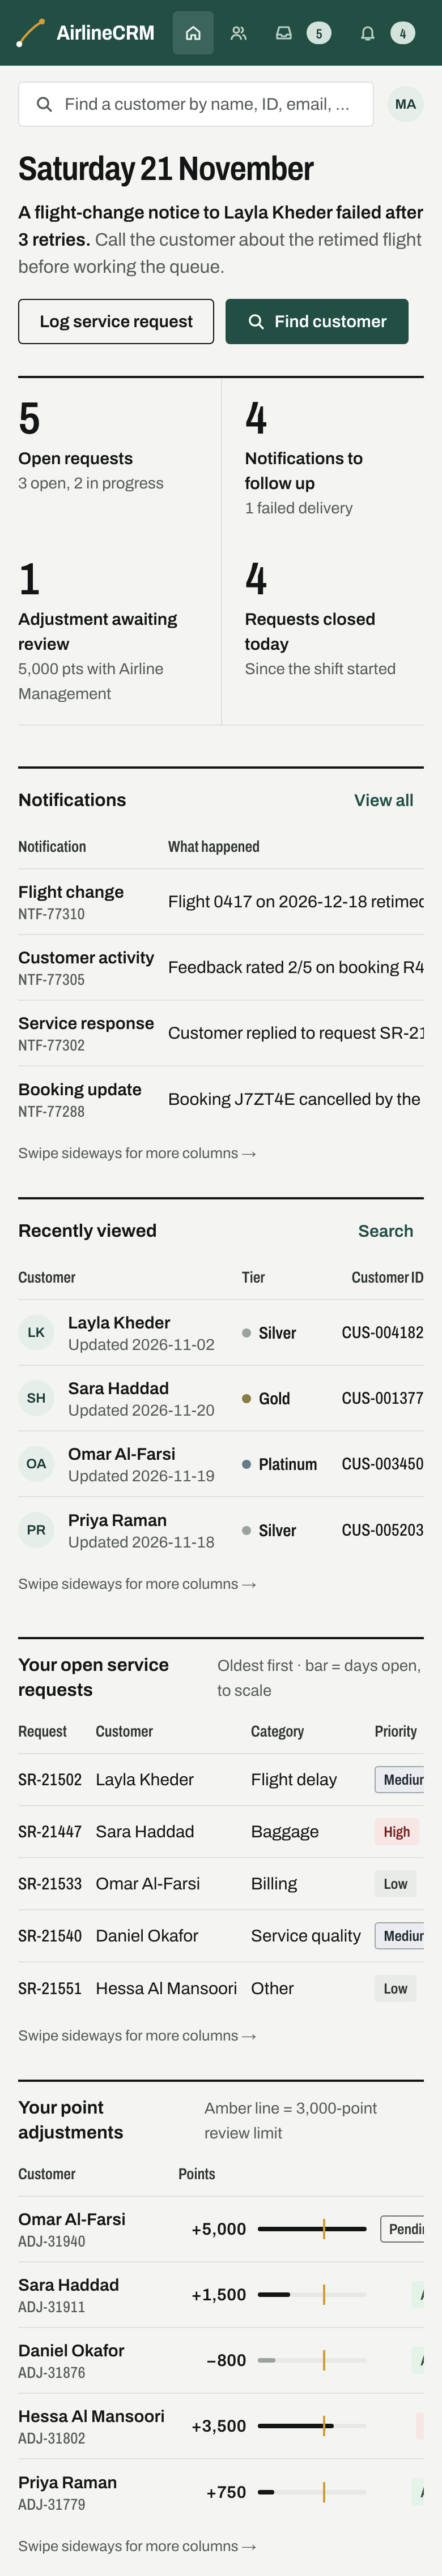 AirlineCRM
5
4
Find a customer by name, ID, email, ...
MA
Saturday 21 November
A flight-change notice to Layla Kheder failed after
3 retries. Call the customer about the retimed flight
before working the queue.
Log service request
Find customer
5
Open requests
3 open, 2 in progress
4
Notifications to
follow up
1 failed delivery
1
Adjustment awaiting
review
5,000 pts with Airline
Management
4
Requests closed
today
Since the shift started
Notifications
View all
Notification What happened
Flight change
NTF-77310
Flight 0417 on 2026-12-18 retimed
Customer activity
NTF-77305
Feedback rated 2/5 on booking R4
Service response
NTF-77302
Customer replied to request SR-21
Booking update
NTF-77288
Booking J7ZT4E cancelled by the
Swipe sideways for more columns →
Recently viewed
Search
Customer Tier Customer ID
LK
Layla Kheder
Updated 2026-11-02
Silver
CUS-004182
SH
Sara Haddad
Updated 2026-11-20
Gold
CUS-001377
OA
Omar Al-Farsi
Updated 2026-11-19
Platinum
CUS-003450
PR
Priya Raman
Updated 2026-11-18
Silver
CUS-005203
Swipe sideways for more columns →
Your open service
requests
Oldest first · bar = days open,
to scale
Request Customer Category Priority
SR-21502 Layla Kheder Flight delay Medium
SR-21447 Sara Haddad Baggage High
SR-21533 Omar Al-Farsi Billing Low
SR-21540 Daniel Okafor Service quality Medium
SR-21551 Hessa Al Mansoori Other Low
Swipe sideways for more columns →
Your point
adjustments
Amber line = 3,000-point
review limit
Customer Points
Omar Al-Farsi
ADJ-31940
+5,000
Pendi
Sara Haddad
ADJ-31911
+1,500
Daniel Okafor
ADJ-31876
−800
Hessa Al Mansoori
ADJ-31802
+3,500
Priya Raman
ADJ-31779
+750
Swipe sideways for more columns →